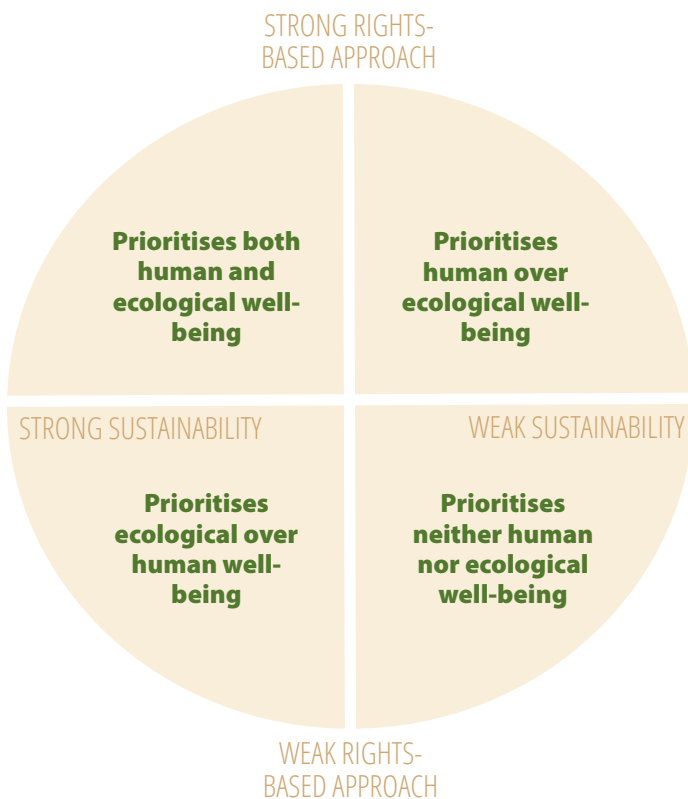 STRONG RIGHTS-
BASED APPROACH
Prioritises both
human and
ecological well-
being
Prioritises
human over
ecological well-
being
STRONG SUSTAINABILITY
WEAK SUSTAINABILITY
Prioritises
ecological over
human well-
being
Prioritises
neither human
nor ecological
well-being
WEAK RIGHTS-
BASED APPROACH